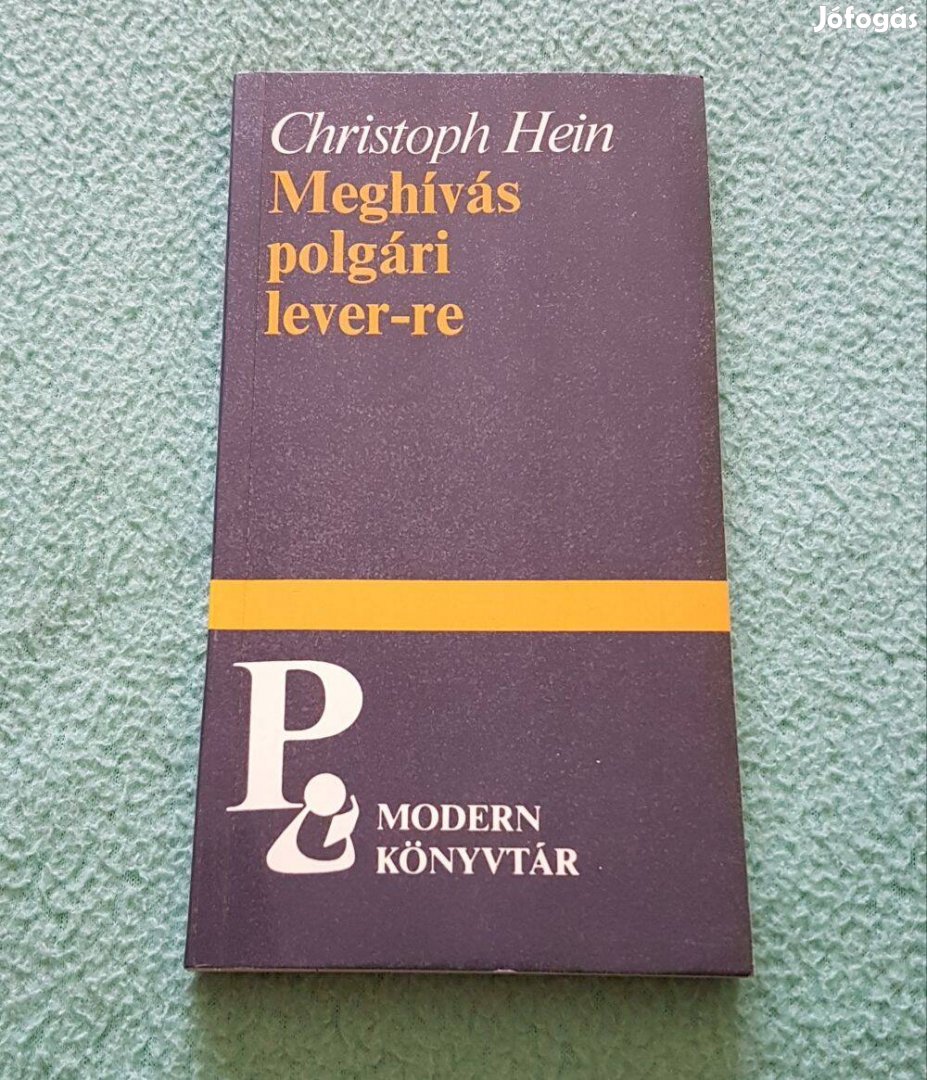 Jófogás
Christoph Hein
Meghívás
polgári
lever-re
P
MODERN
KÖNYVTÁR